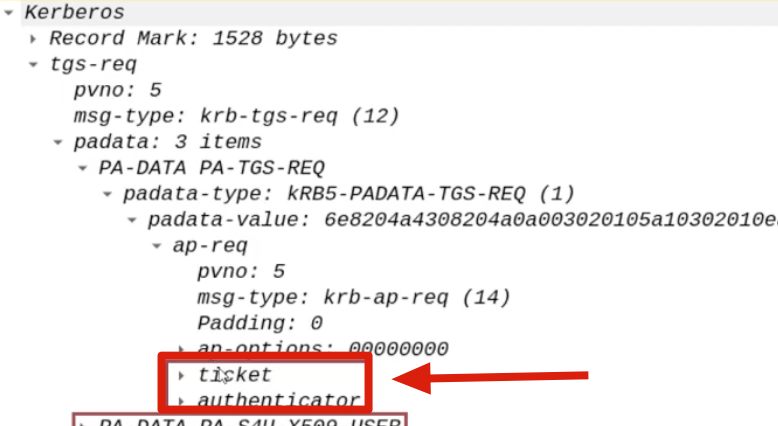 Kerberos
Record Mark: 1528 bytes
tgs-req
pvno: 5
msg-type: krb-tgs-req (12)
padata: 3 items
PA-DATA PA-TGS-REQ
padata-type: kRB5-PADATA-TGS-REQ (1)
padata-value: 6e8204a4308204a0a003020105a10302010e
ap-req
pvno: 5
msg-type: krb-ap-req (14)
Padding: 0
ap-options: 00000000
ticket
authenticator
PA-DATA PA-S4U-X509-USER